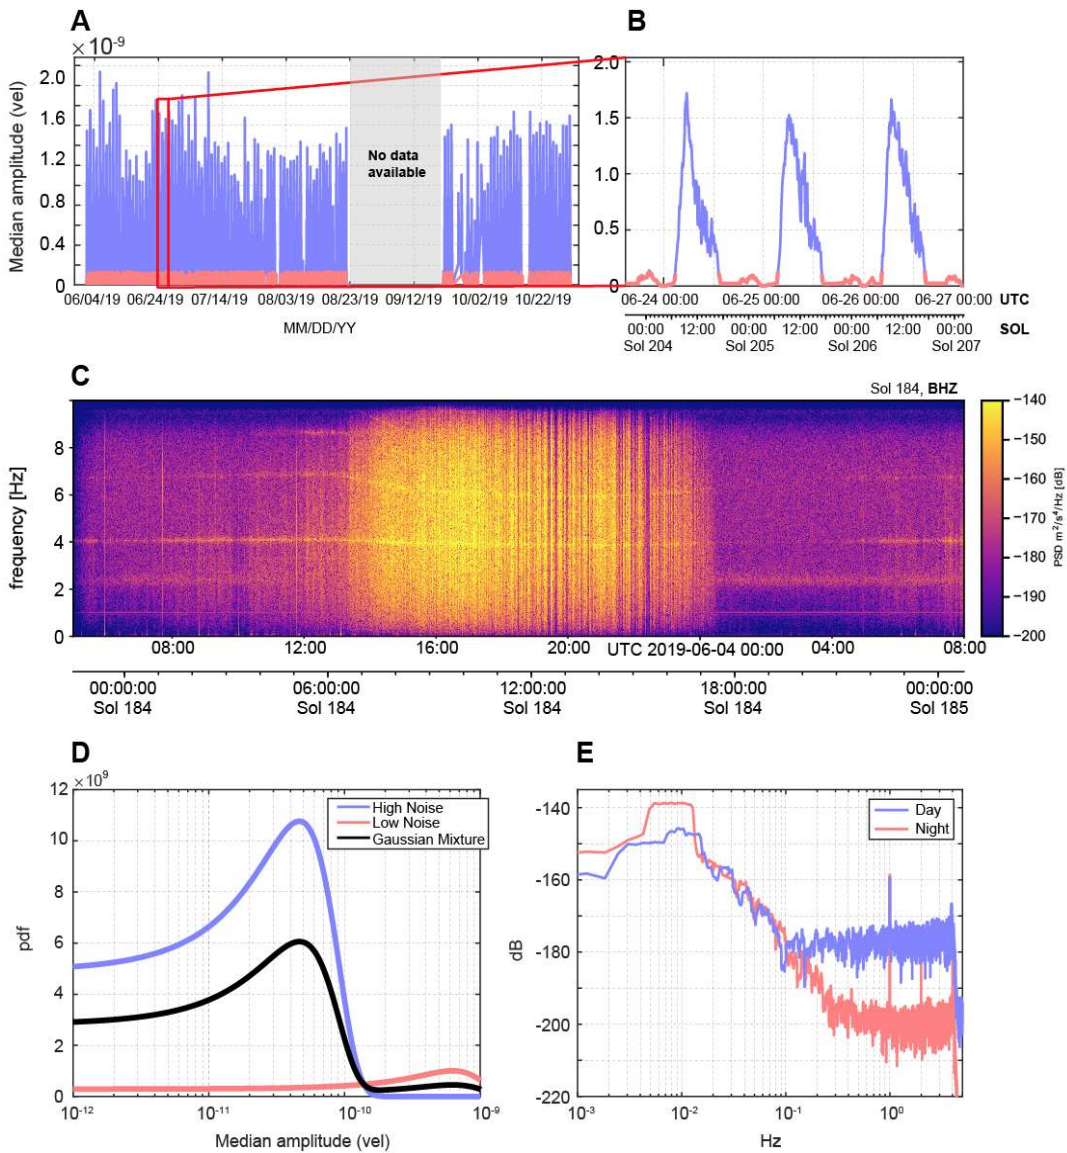 A
×10⁻⁹
Median amplitude (vel)
2.0
1.6
1.2
0.8
0.4
0
No data
available
06/04/19 06/24/19 07/14/19 08/03/19 08/23/19 09/12/19 10/02/19 10/22/19
MM/DD/YY
B
2.0
1.5
1.0
0.5
0
06-24 00:00 06-25 00:00 06-26 00:00 06-27 00:00 UTC
00:00 12:00 00:00 12:00 00:00 12:00 00:00 SOL
Sol 204 Sol 205 Sol 206 Sol 207
C
Sol 184, BHZ
frequency [Hz]
8
6
4
2
0
08:00 12:00 16:00 20:00 UTC 2019-06-04 00:00 04:00 08:00
00:00:00 06:00:00 12:00:00 18:00:00 00:00:00
Sol 184 Sol 184 Sol 184 Sol 184 Sol 185
−140
−150
−160
−170
−180
−190
−200
PSD m²/s⁴/Hz [dB]
D
×10⁹
pdf
12
10
8
6
4
2
0
High Noise
Low Noise
Gaussian Mixture
10⁻¹² 10⁻¹¹ 10⁻¹⁰ 10⁻⁹
Median amplitude (vel)
E
dB
-140
-160
-180
-200
-220
Day
Night
10⁻³ 10⁻² 10⁻¹ 10⁰
Hz